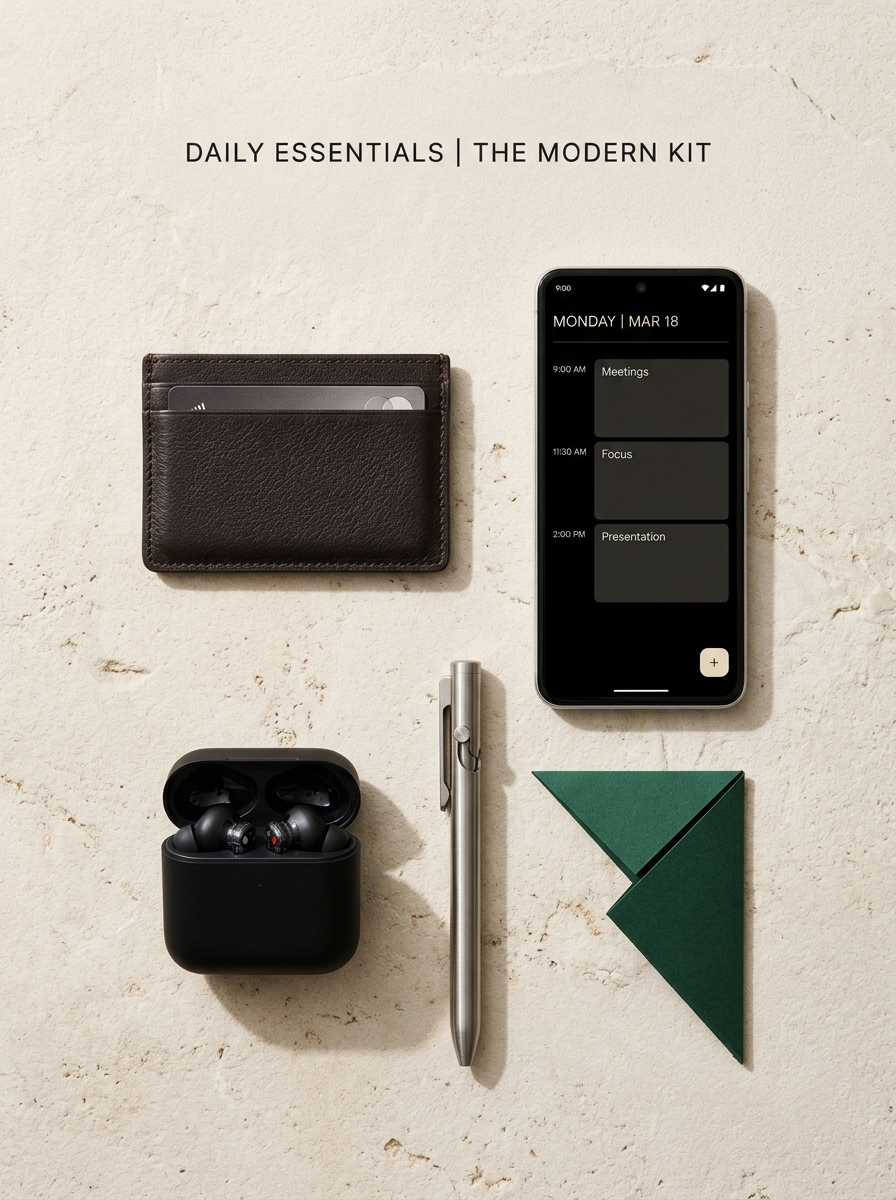 DAILY ESSENTIALS | THE MODERN KIT
9:00
MONDAY | MAR 18
9:00 AM Meetings
11:30 AM Focus
2:00 PM Presentation
+